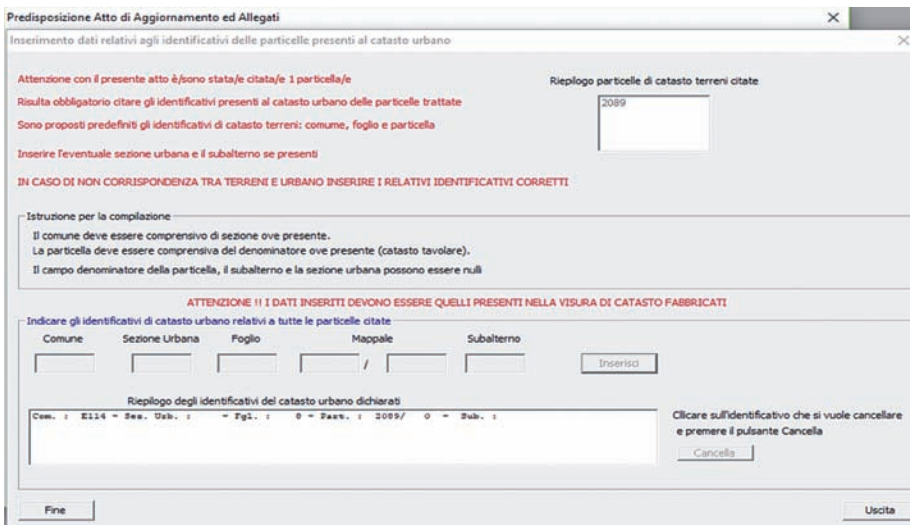 Predisposizione Atto di Aggiornamento ed Allegati
Inserimento dati relativi agli identificativi delle particelle presenti al catasto urbano
Attenzione con il presente atto è/sono stata/e citata/e 1 particella/e
Riepilogo particelle di catasto terreni citate
Risulta obbligatorio citare gli identificativi presenti al catasto urbano delle particelle trattate
2089
Sono proposti predefiniti gli identificativi di catasto terreni: comume, foglio e particella
Inserire l'eventuale sezione urbana e il subalterno se presenti
IN CASO DI NON CORRISPONDENZA TRA TERRENI E URBANO INSERIRE I RELATIVI IDENTIFICATIVI CORRETTI
Istruzione per la compilazione
Il comune deve essere comprensivo di sezione ove presente.
La particella deve essere comprensiva del denominatore ove presente (catasto tavolare).
Il campo denominatore della particella, il subalterno e la sezione urbana possono essere nulli
ATTENZIONE !! I DATI INSERITI DEVONO ESSERE QUELLI PRESENTI NELLA VISURA DI CATASTO FABBRICATI
Indicare gli identificativi di catasto urbano relativi a tutte le particelle citate
Comune Sezione Urbana Foglio Mappale Subalterno
/ Inserisci
Riepilogo degli identificativi del catasto urbano dichiarati
Com. : E114 - Sez. Urb. : - Fgl. : 8 - Part. : 2089/ 0 - Sub. :
Clicare sull'identificativo che si vuole cancellare
e premere il pulsante Cancella
Cancella
Fine Uscita